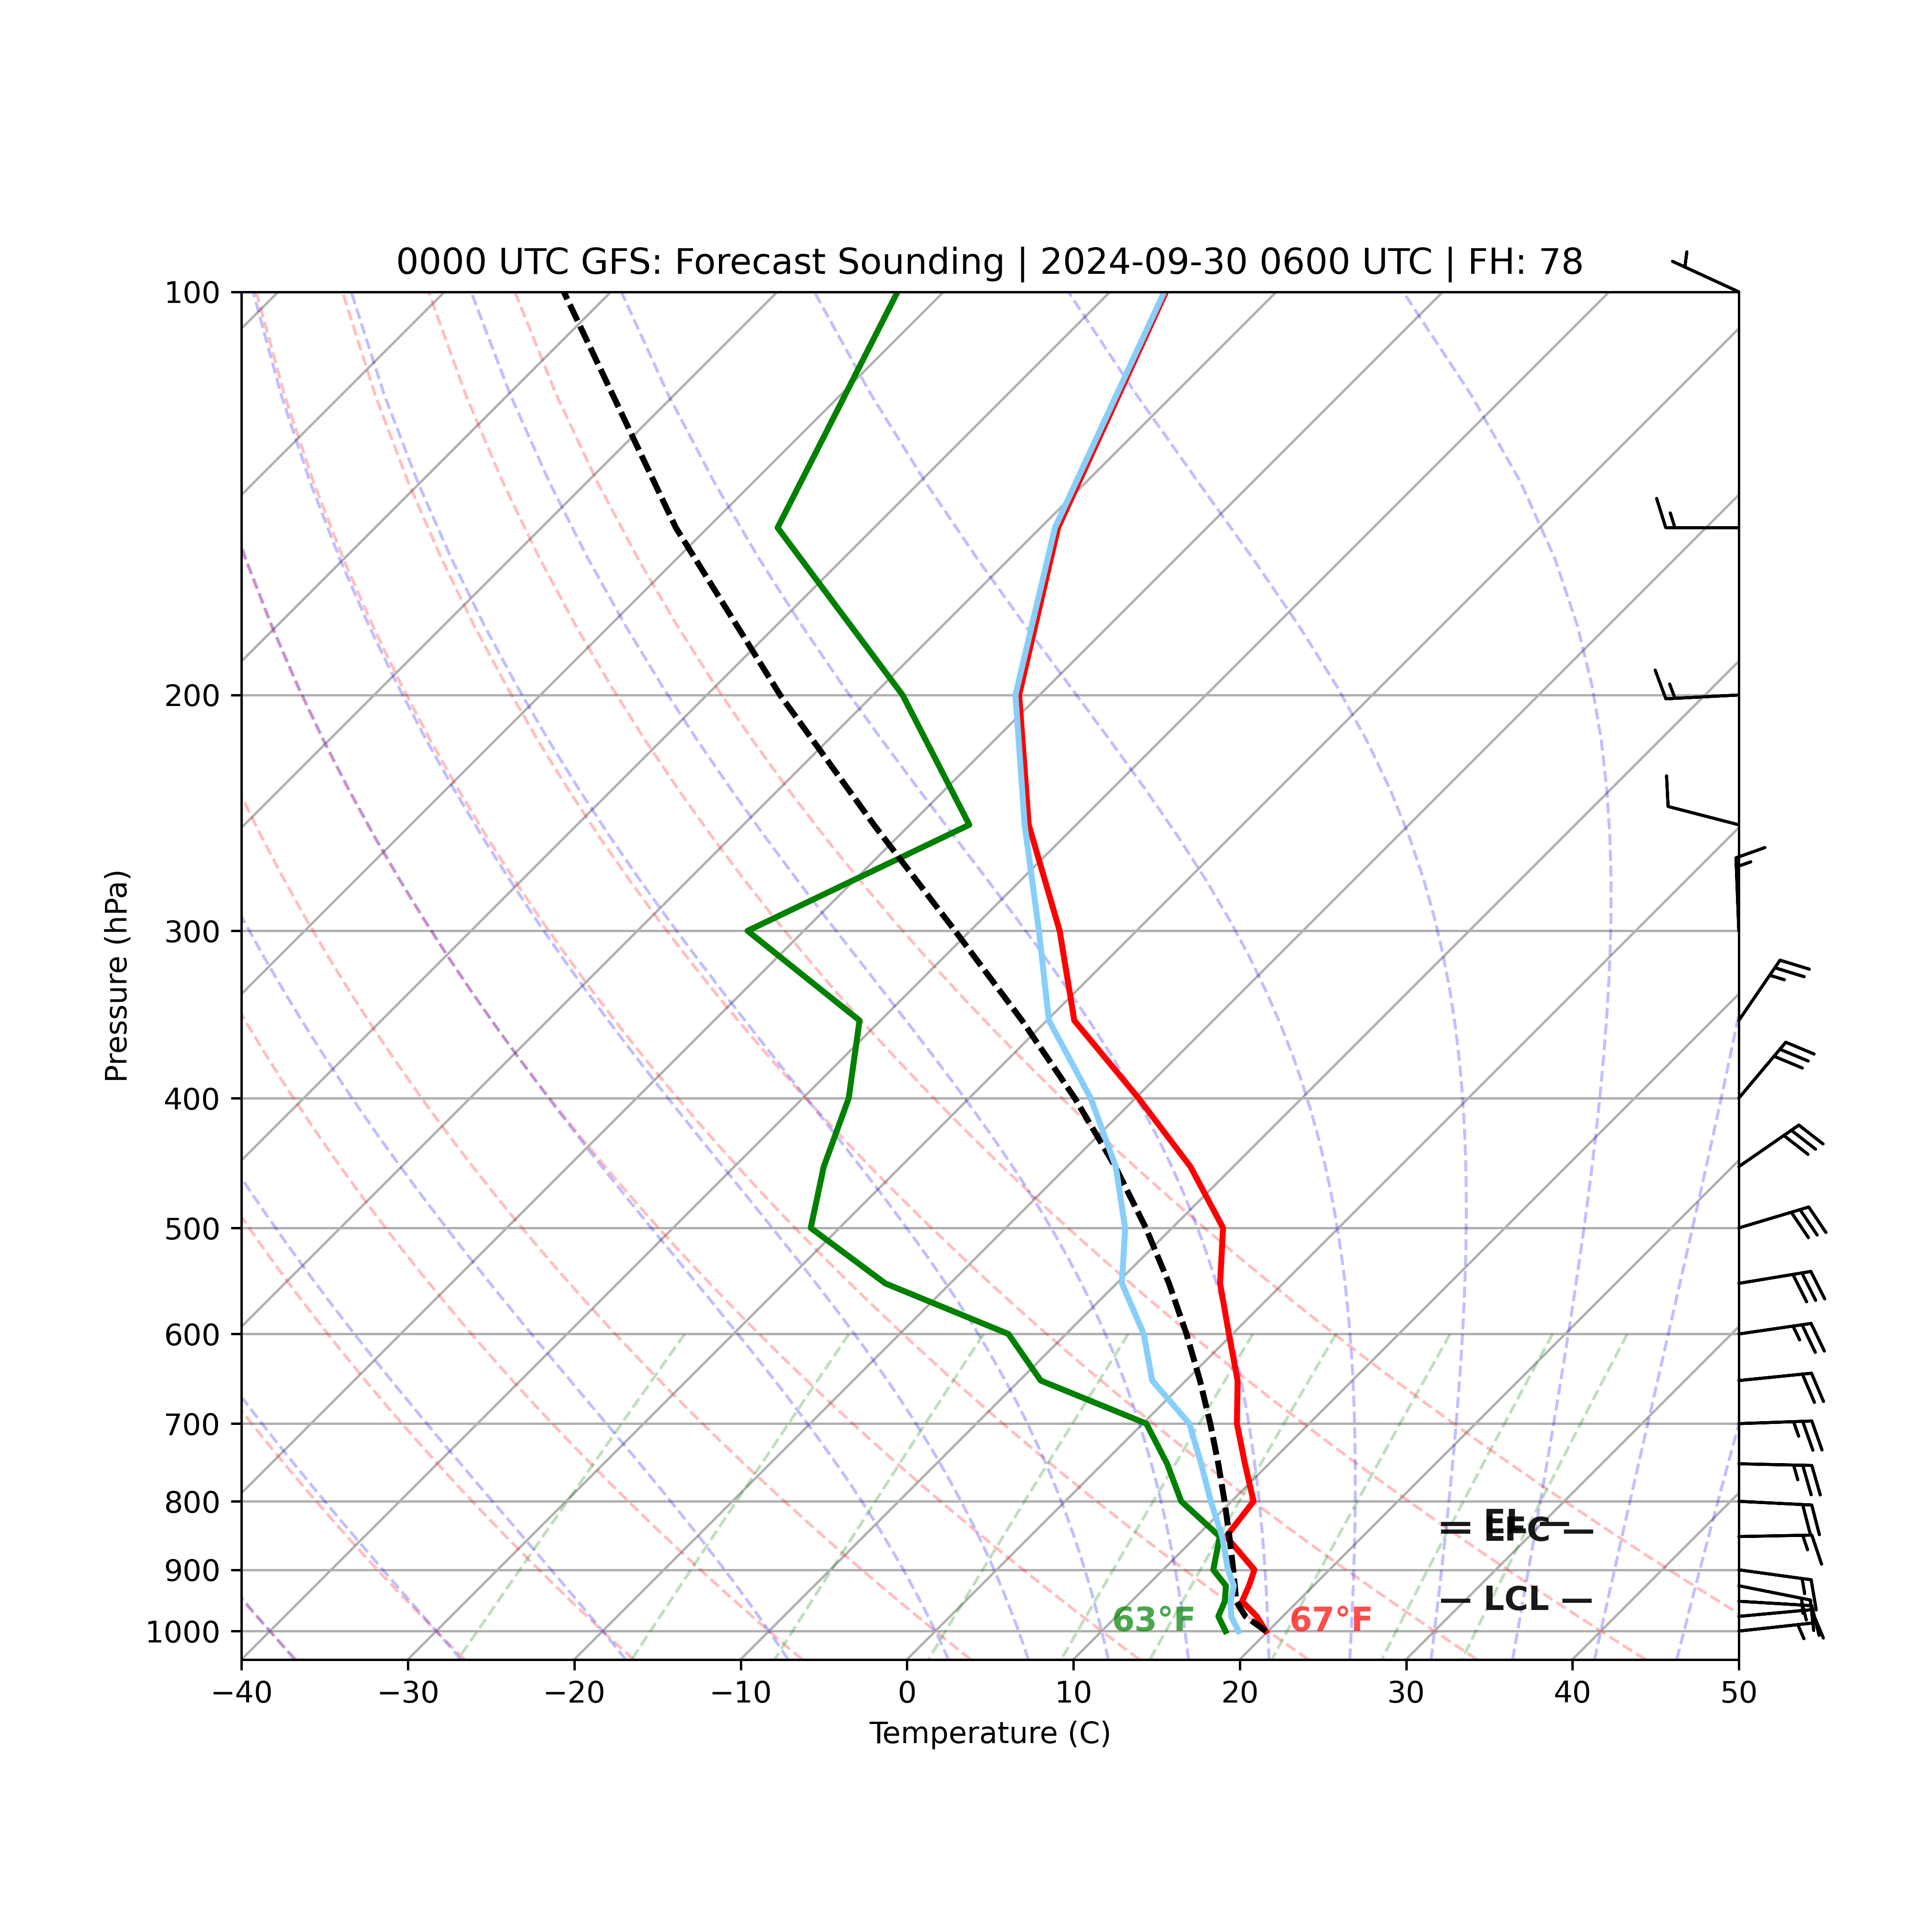 0000 UTC GFS: Forecast Sounding | 2024-09-30 0600 UTC | FH: 78
100
200
300
400
500
600
700
800
900
1000
Pressure (hPa)
— EL —
— LFC —
— LCL —
63°F
67°F
−40 −30 −20 −10 0 10 20 30 40 50
Temperature (C)